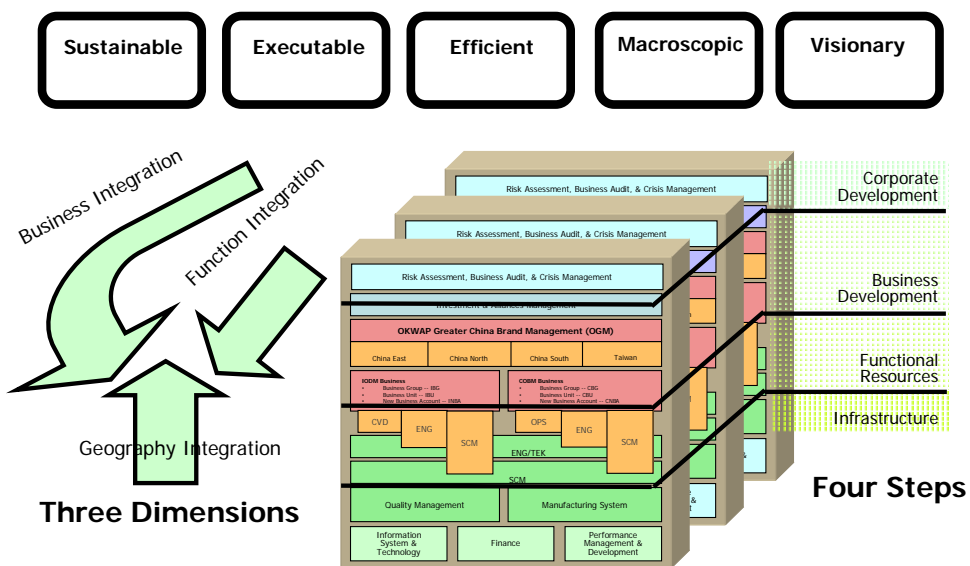 Sustainable
Executable
Efficient
Macroscopic
Visionary
Business Integration
Function Integration
Geography Integration
Three Dimensions
Risk Assessment, Business Audit, & Crisis Management
Risk Assessment, Business Audit, & Crisis Management
Risk Assessment, Business Audit, & Crisis Management
Investment & Alliances Management
OKWAP Greater China Brand Management (OGM)
China East
China North
China South
Taiwan
IODM Business
• Business Group -- IBG
• Business Unit -- IBU
• New Business Account -- INBA
COBM Business
• Business Group -- CBG
• Business Unit -- CBU
• New Business Account -- CNBA
CVD
ENG
SCM
OPS
ENG
SCM
ENG/TEK
SCM
Quality Management
Manufacturing System
Information
System &
Technology
Finance
Performance
Management &
Development
Corporate
Development
Business
Development
Functional
Resources
Infrastructure
Four Steps